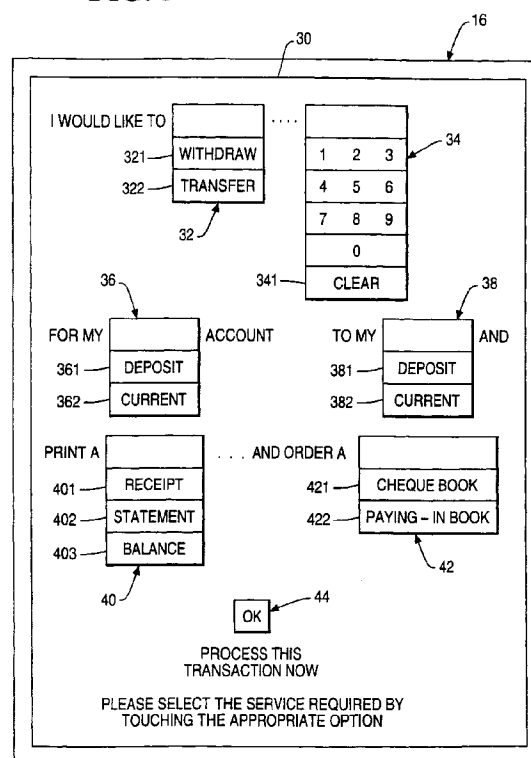 16
30
I WOULD LIKE TO ....
321 WITHDRAW 1 2 3 34
322 TRANSFER 4 5 6
32 7 8 9
0
341 CLEAR
36 38
FOR MY ACCOUNT TO MY AND
361 DEPOSIT 381 DEPOSIT
362 CURRENT 382 CURRENT
PRINT A ... AND ORDER A
401 RECEIPT 421 CHEQUE BOOK
402 STATEMENT 422 PAYING – IN BOOK
403 BALANCE
40 42
OK 44
PROCESS THIS
TRANSACTION NOW
PLEASE SELECT THE SERVICE REQUIRED BY
TOUCHING THE APPROPRIATE OPTION